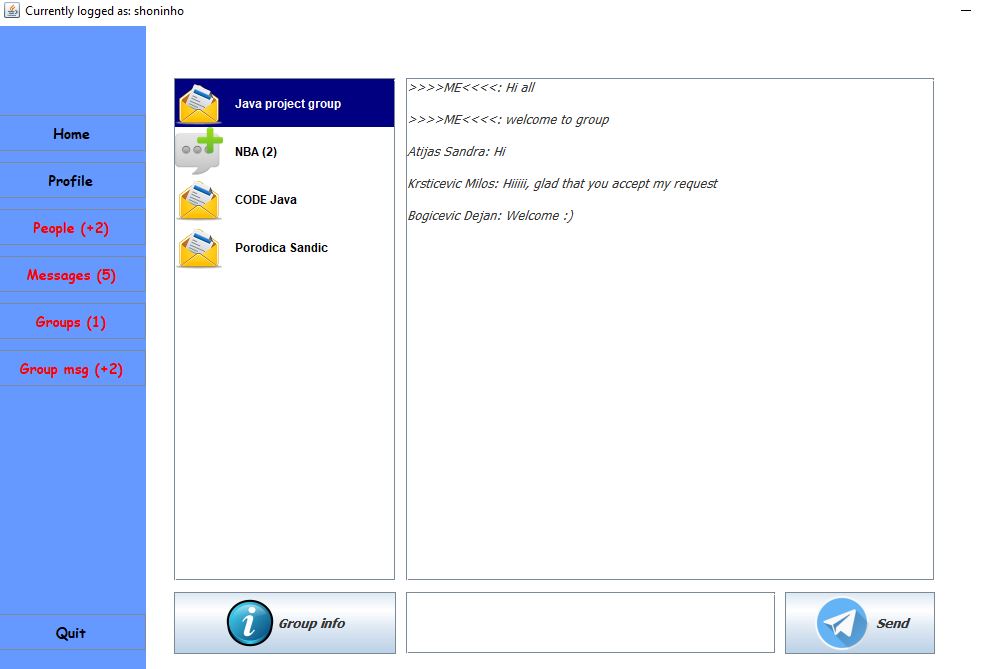 Currently logged as: shoninho
Home
Profile
People (+2)
Messages (5)
Groups (1)
Group msg (+2)
Quit
Java project group
NBA (2)
CODE Java
Porodica Sandic
>>>>ME<<<<: Hi all
>>>>ME<<<<: welcome to group
Atijas Sandra: Hi
Krsticevic Milos: Hiiiii, glad that you accept my request
Bogicevic Dejan: Welcome :)
Group info
Send